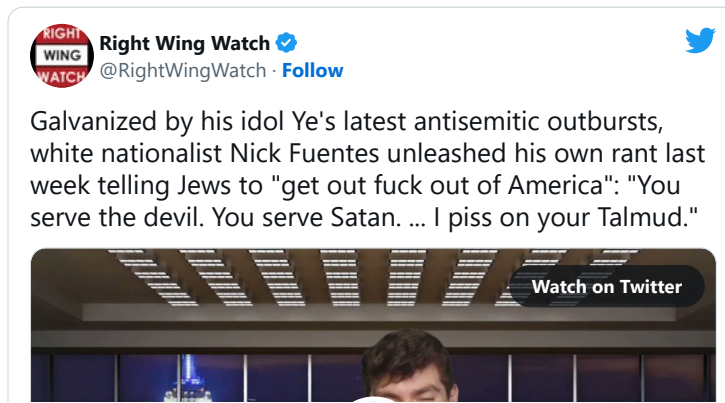 RIGHT
WING
WATCH
Right Wing Watch
@RightWingWatch · Follow
Galvanized by his idol Ye's latest antisemitic outbursts,
white nationalist Nick Fuentes unleashed his own rant last
week telling Jews to "get out fuck out of America": "You
serve the devil. You serve Satan. ... I piss on your Talmud."
Watch on Twitter